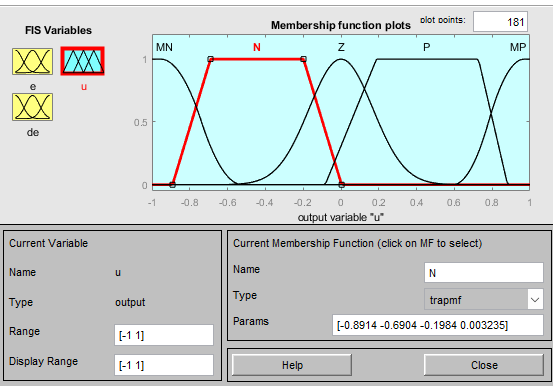 FIS Variables
Membership function plots
plot points:
181
e
u
de
MN
N
Z
P
MP
1
0.5
0
-1
-0.8
-0.6
-0.4
-0.2
0
0.2
0.4
0.6
0.8
1
output variable "u"
Current Variable
Name
u
Type
output
Range
[-1 1]
Display Range
[-1 1]
Current Membership Function (click on MF to select)
Name
N
Type
trapmf
Params
[-0.8914 -0.6904 -0.1984 0.003235]
Help
Close